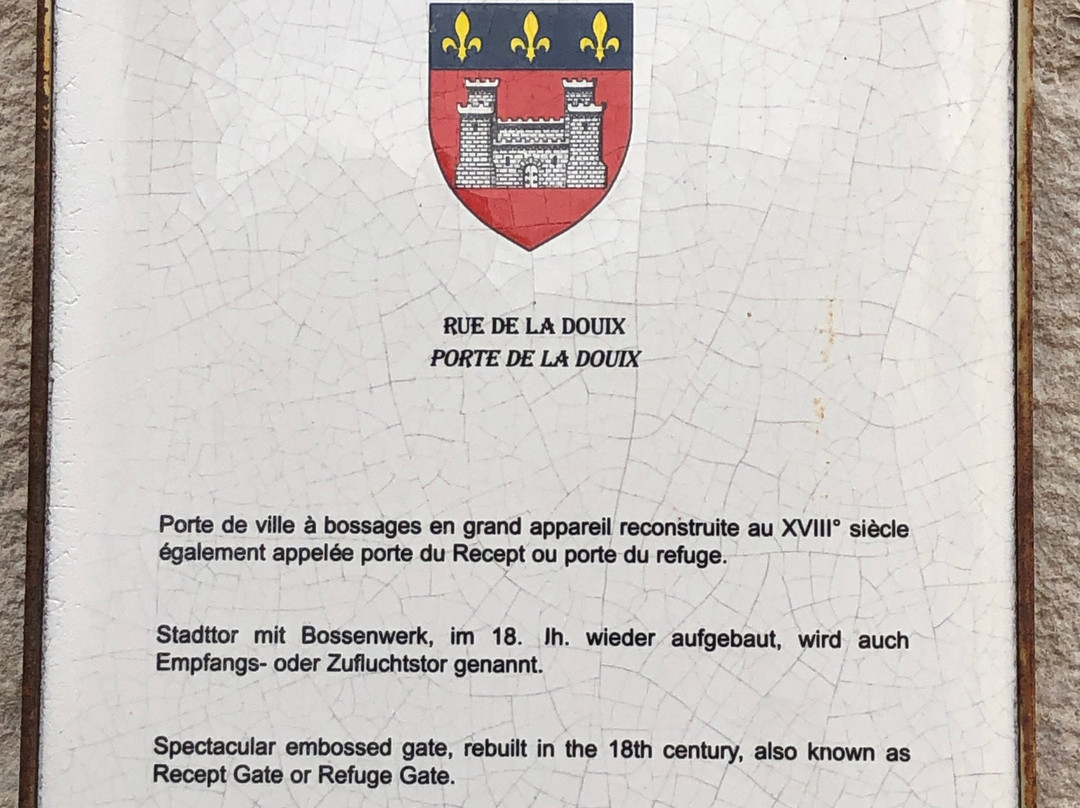 RUE DE LA DOUIX
PORTE DE LA DOUIX
Porte de ville à bossages en grand appareil reconstruite au XVIII° siècle
également appelée porte du Recept ou porte du refuge.
Stadttor mit Bossenwerk, im 18. Ih. wieder aufgebaut, wird auch
Empfangs- oder Zufluchtstor genannt.
Spectacular embossed gate, rebuilt in the 18th century, also known as
Recept Gate or Refuge Gate.